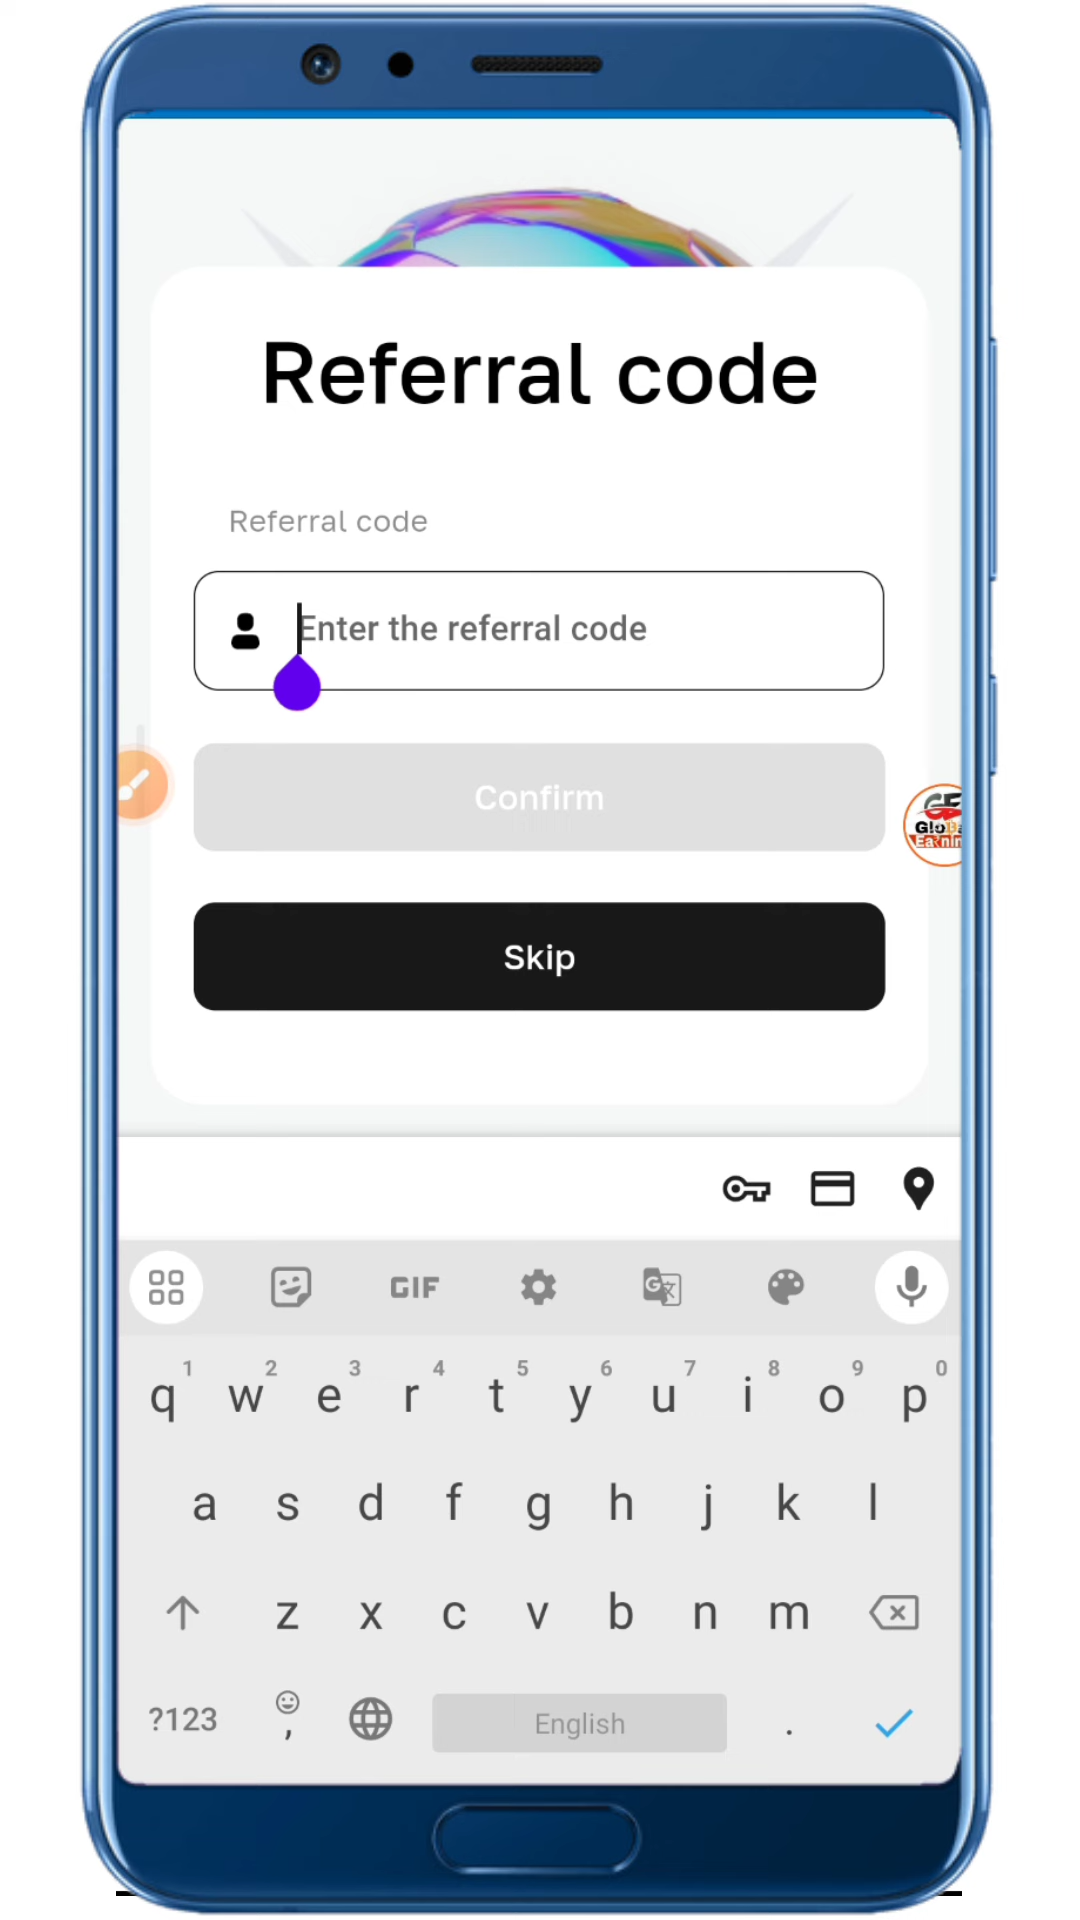 Referral code
Referral code
Enter the referral code
Confirm
Skip
GIF
1 2 3 4 5 6 7 8 9 0
q w e r t y u i o p
a s d f g h j k l
z x c v b n m
?123 , English .